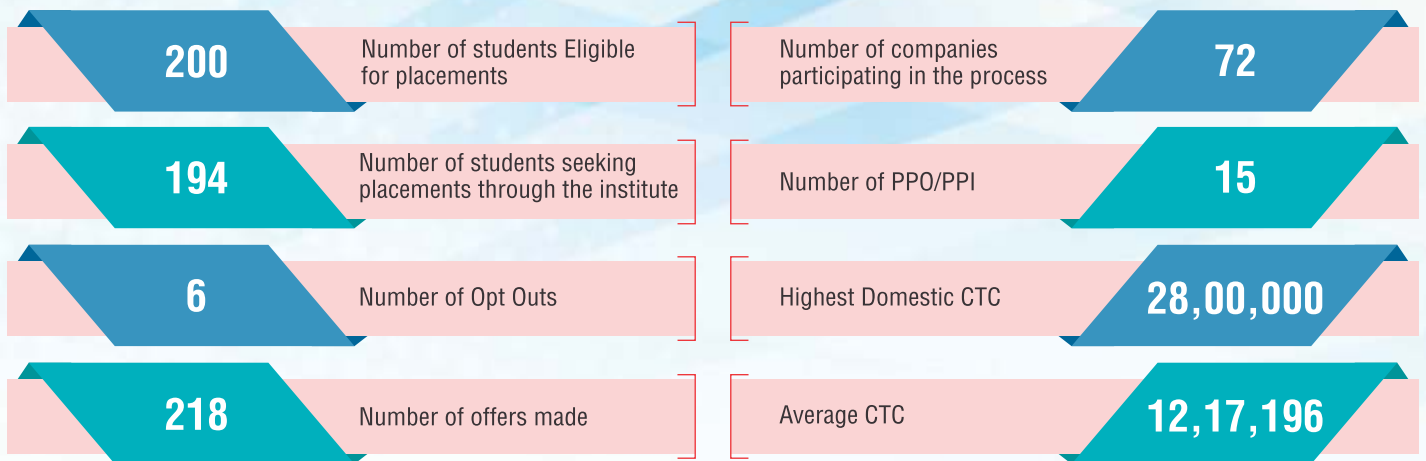 200
Number of students Eligible
for placements
194
Number of students seeking
placements through the institute
6
Number of Opt Outs
218
Number of offers made
Number of companies
participating in the process
72
Number of PPO/PPI
15
Highest Domestic CTC
28,00,000
Average CTC
12,17,196